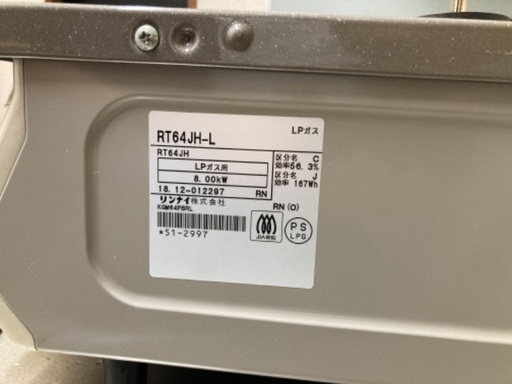 RT64JH-L LPガス
RT64JH
LPガス用
8.00kW
区分名 C
効率56.3%
区分名 J
効率 167Wh
18.12-012297 RN
リンナイ株式会社
KGM64PBRL
RN (O)
*51-2997
PS
LPG